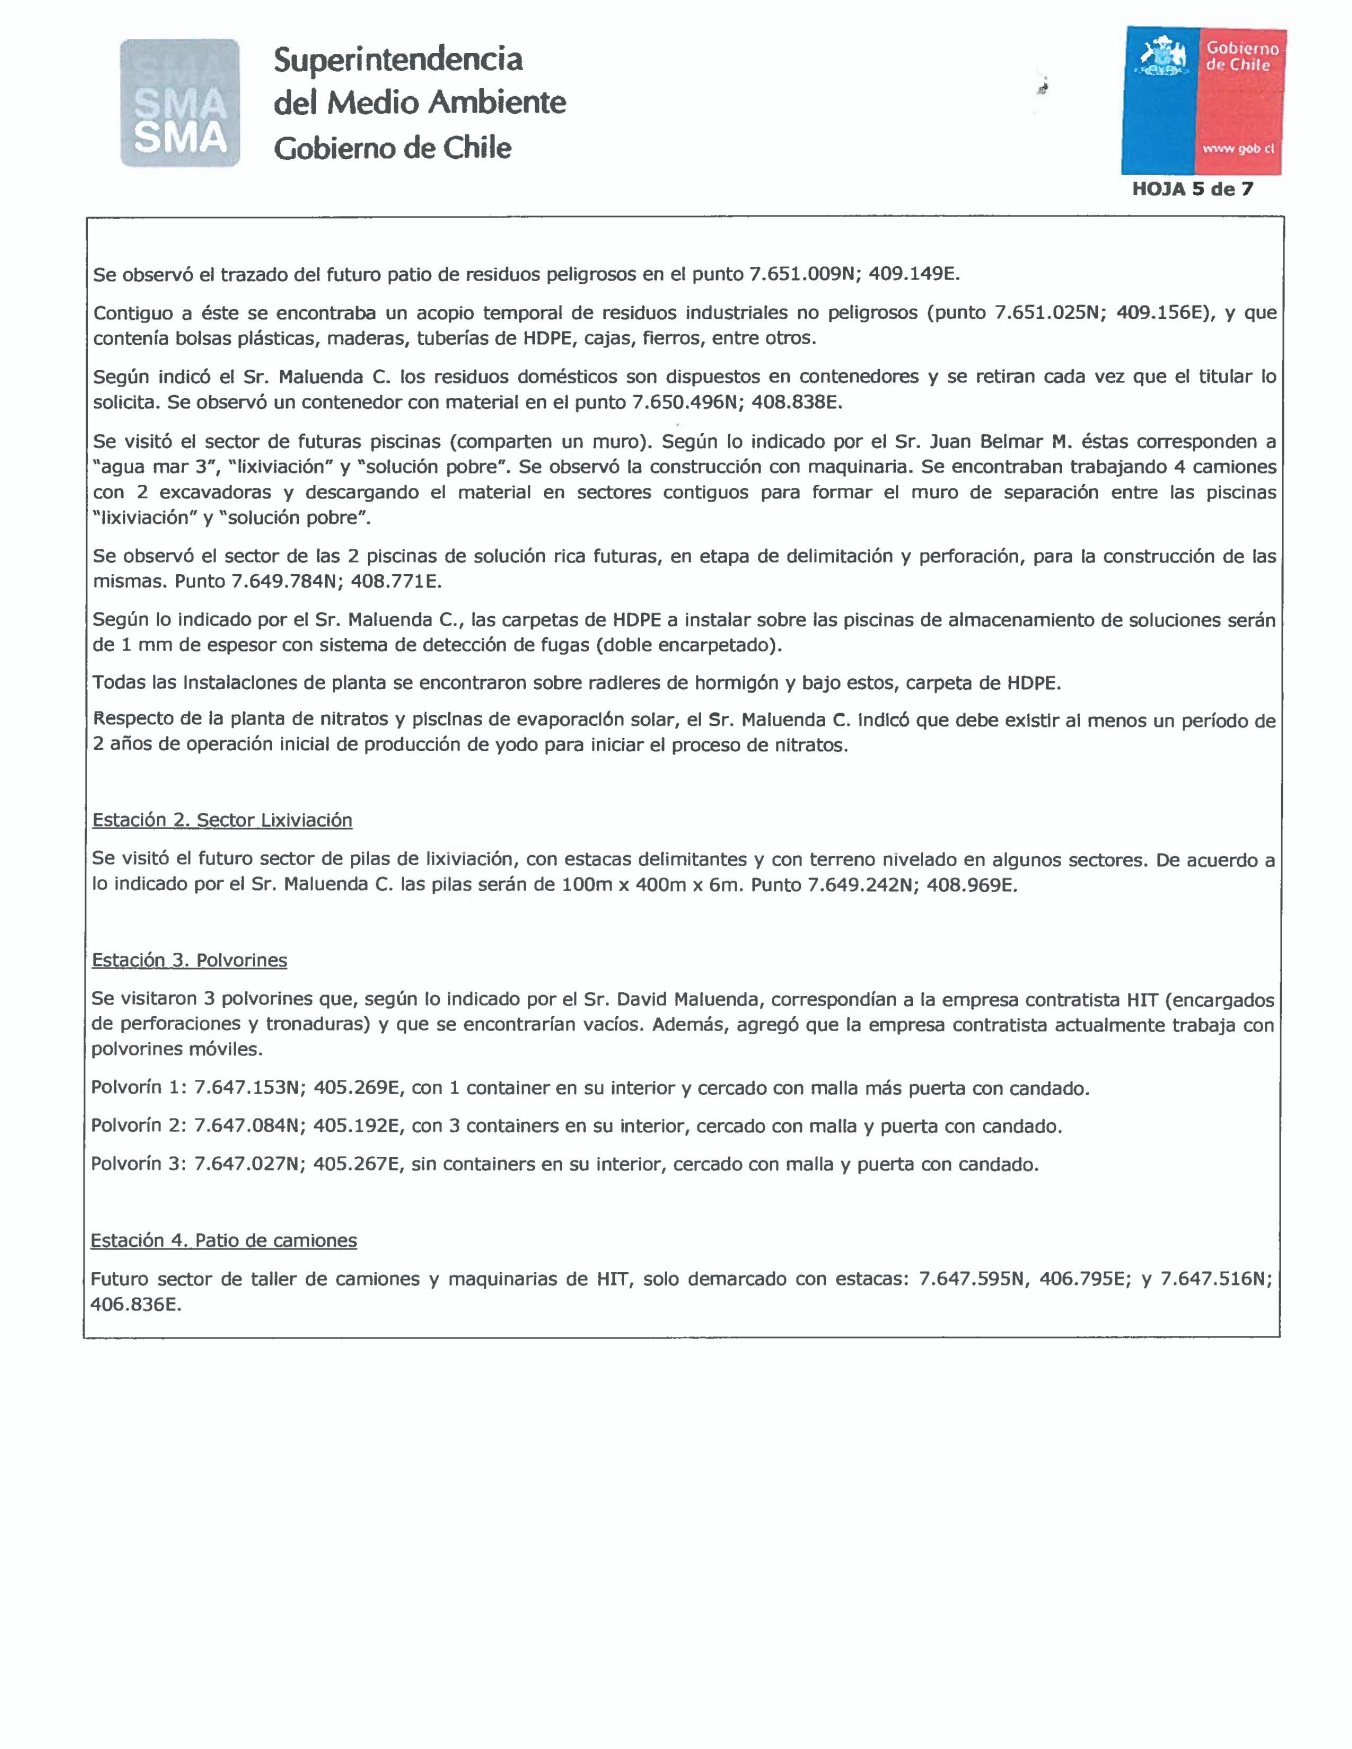 SMA
SMA
Superintendencia
del Medio Ambiente
Gobierno de Chile
Gobierno
de Chile
www gob cl
HOJA 5 de 7
Se observó el trazado del futuro patio de residuos peligrosos en el punto 7.651.009N; 409.149E.
Contiguo a éste se encontraba un acopio temporal de residuos industriales no peligrosos (punto 7.651.025N; 409.156E), y que
contenía bolsas plásticas, maderas, tuberías de HDPE, cajas, fierros, entre otros.
Según indicó el Sr. Maluenda C. los residuos domésticos son dispuestos en contenedores y se retiran cada vez que el titular lo
solicita. Se observó un contenedor con material en el punto 7.650.496N; 408.838E.
Se visitó el sector de futuras piscinas (comparten un muro). Según lo indicado por el Sr. Juan Belmar M. éstas corresponden a
"agua mar 3", "lixiviación" y "solución pobre". Se observó la construcción con maquinaria. Se encontraban trabajando 4 camiones
con 2 excavadoras y descargando el material en sectores contiguos para formar el muro de separación entre las piscinas
"lixiviación" y "solución pobre".
Se observó el sector de las 2 piscinas de solución rica futuras, en etapa de delimitación y perforación, para la construcción de las
mismas. Punto 7.649.784N; 408.771E.
Según lo indicado por el Sr. Maluenda C., las carpetas de HDPE a instalar sobre las piscinas de almacenamiento de soluciones serán
de 1 mm de espesor con sistema de detección de fugas (doble encarpetado).
Todas las instalaciones de planta se encontraron sobre radieres de hormigón y bajo estos, carpeta de HDPE.
Respecto de la planta de nitratos y piscinas de evaporación solar, el Sr. Maluenda C. indicó que debe existir al menos un período de
2 años de operación inicial de producción de yodo para iniciar el proceso de nitratos.
Estación 2. Sector Lixiviación
Se visitó el futuro sector de pilas de lixiviación, con estacas delimitantes y con terreno nivelado en algunos sectores. De acuerdo a
lo indicado por el Sr. Maluenda C. las pilas serán de 100m x 400m x 6m. Punto 7.649.242N; 408.969E.
Estación 3. Polvorines
Se visitaron 3 polvorines que, según lo indicado por el Sr. David Maluenda, correspondían a la empresa contratista HIT (encargados
de perforaciones y tronaduras) y que se encontrarían vacíos. Además, agregó que la empresa contratista actualmente trabaja con
polvorines móviles.
Polvorín 1: 7.647.153N; 405.269E, con 1 container en su interior y cercado con malla más puerta con candado.
Polvorín 2: 7.647.084N; 405.192E, con 3 containers en su interior, cercado con malla y puerta con candado.
Polvorín 3: 7.647.027N; 405.267E, sin containers en su interior, cercado con malla y puerta con candado.
Estación 4. Patio de camiones
Futuro sector de taller de camiones y maquinarias de HIT, solo demarcado con estacas: 7.647.595N, 406.795E; y 7.647.516N;
406.836E.